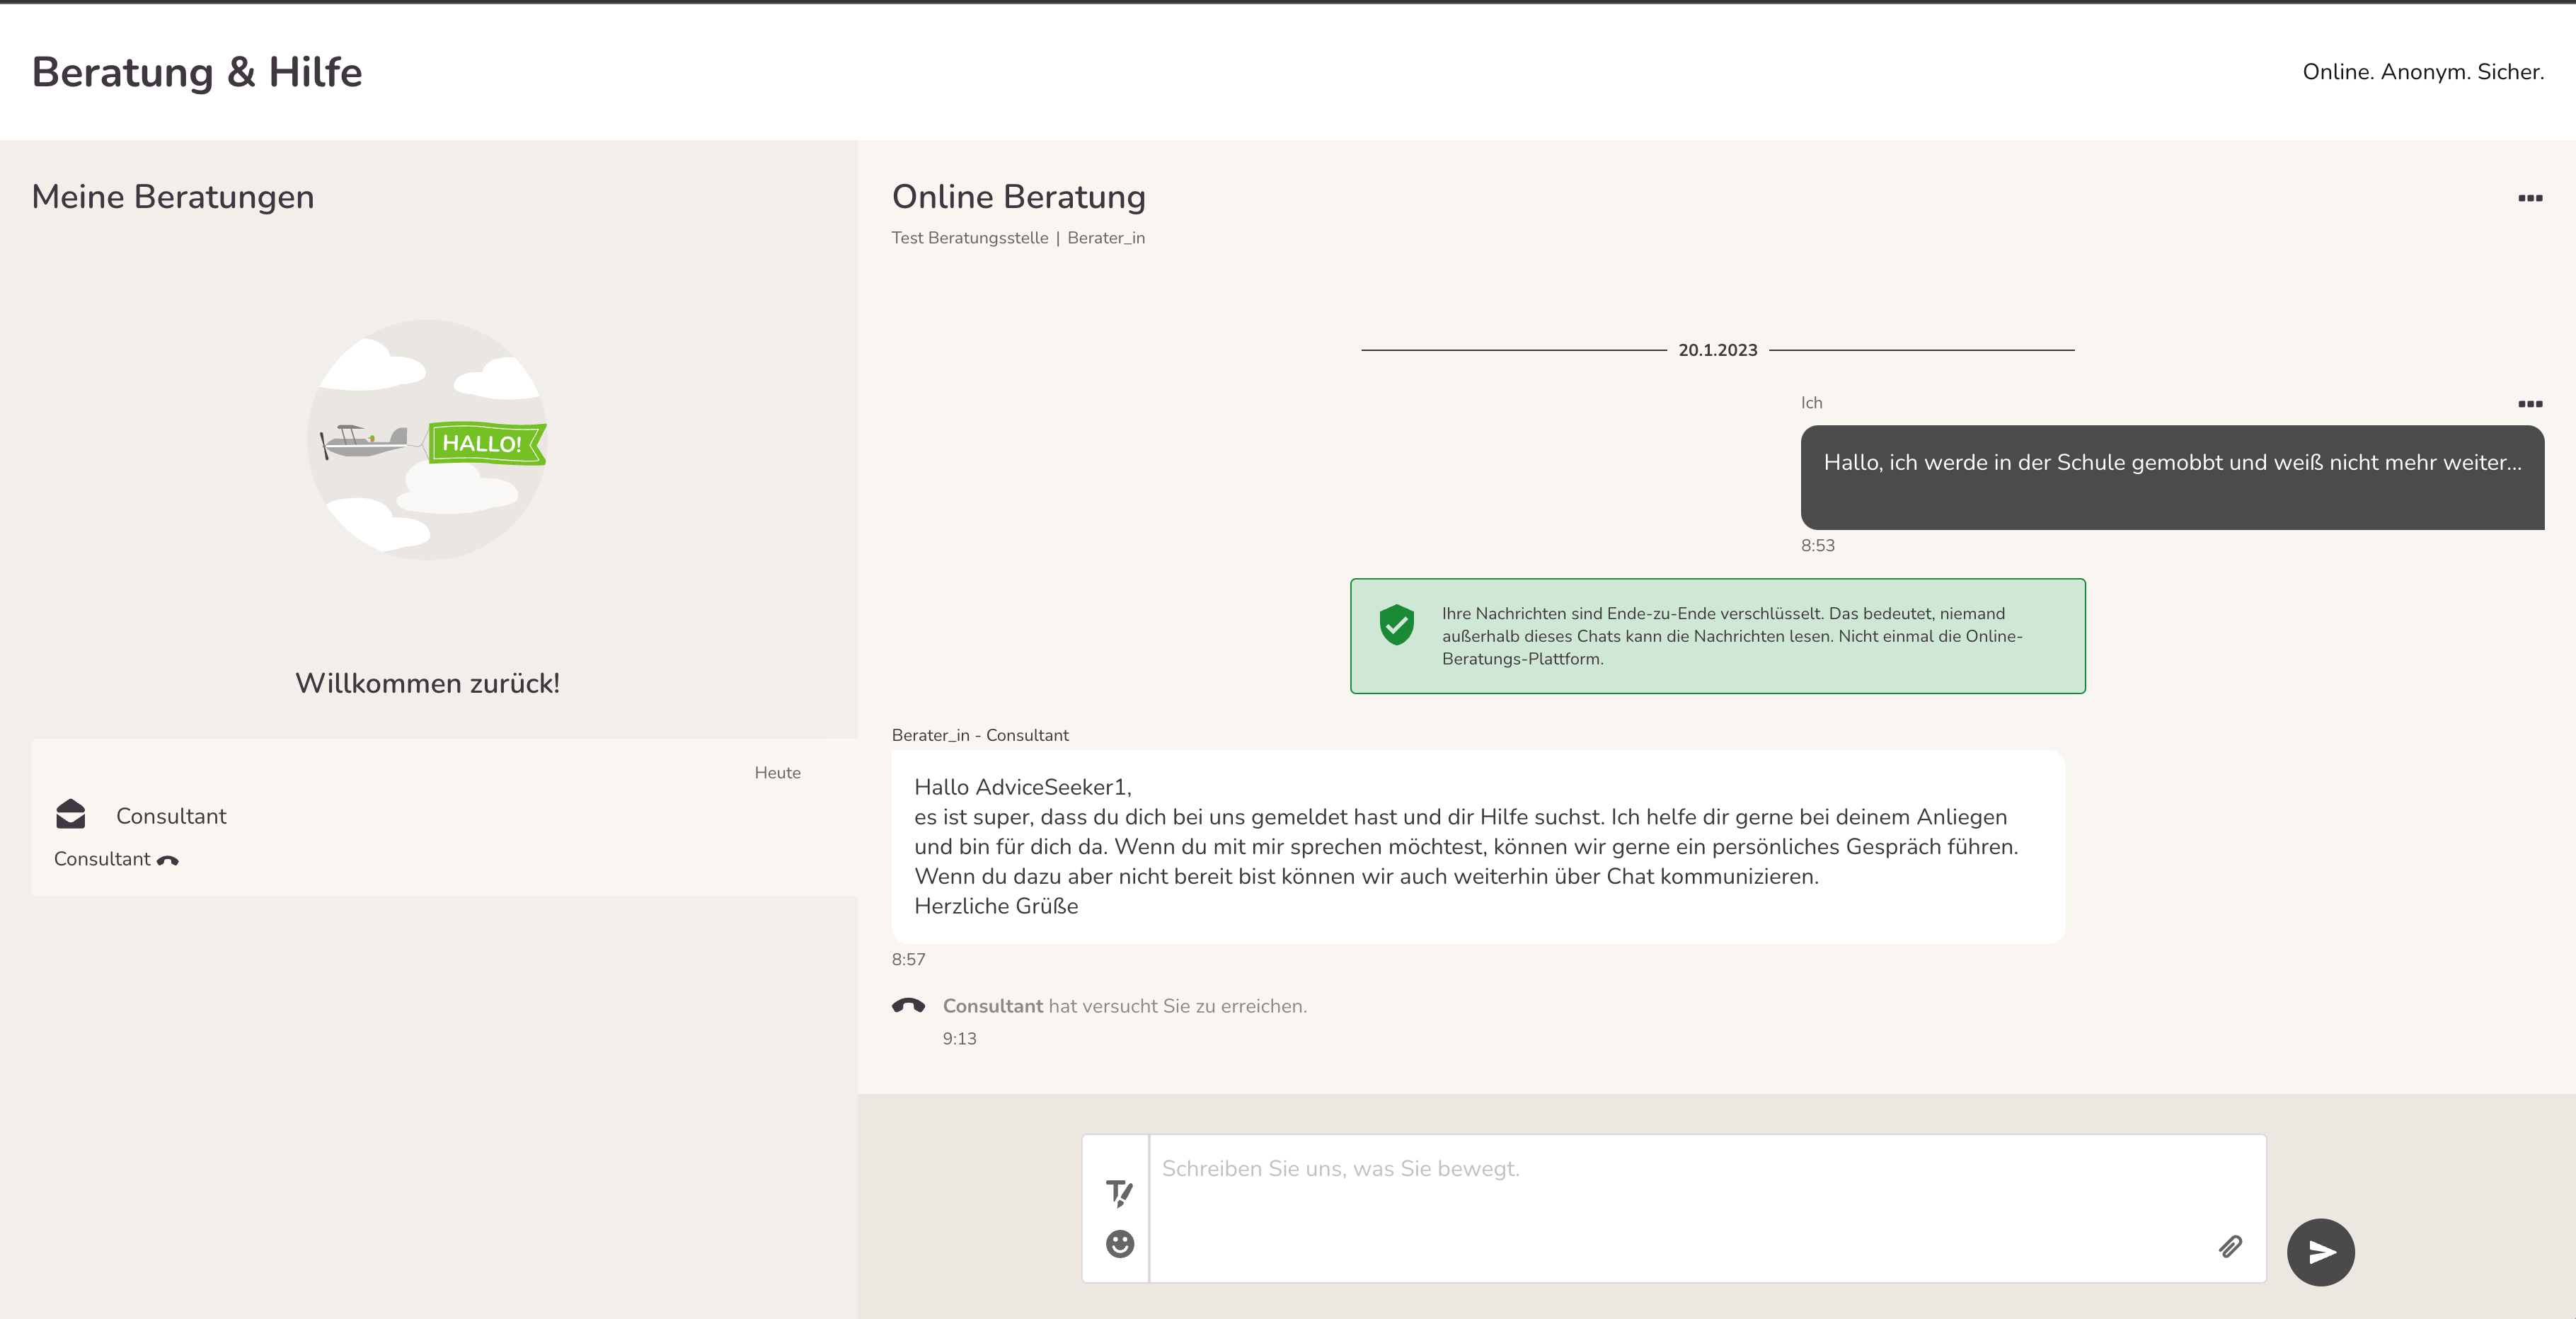 Beratung & Hilfe
Online. Anonym. Sicher.
Meine Beratungen
HALLO!
Willkommen zurück!
Heute
Consultant
Consultant
Online Beratung
Test Beratungsstelle | Berater_in
20.1.2023
Ich
Hallo, ich werde in der Schule gemobbt und weiß nicht mehr weiter...
8:53
Ihre Nachrichten sind Ende-zu-Ende verschlüsselt. Das bedeutet, niemand
außerhalb dieses Chats kann die Nachrichten lesen. Nicht einmal die Online-
Beratungs-Plattform.
Berater_in - Consultant
Hallo AdviceSeeker1,
es ist super, dass du dich bei uns gemeldet hast und dir Hilfe suchst. Ich helfe dir gerne bei deinem Anliegen
und bin für dich da. Wenn du mit mir sprechen möchtest, können wir gerne ein persönliches Gespräch führen.
Wenn du dazu aber nicht bereit bist können wir auch weiterhin über Chat kommunizieren.
Herzliche Grüße
8:57
Consultant hat versucht Sie zu erreichen.
9:13
Schreiben Sie uns, was Sie bewegt.